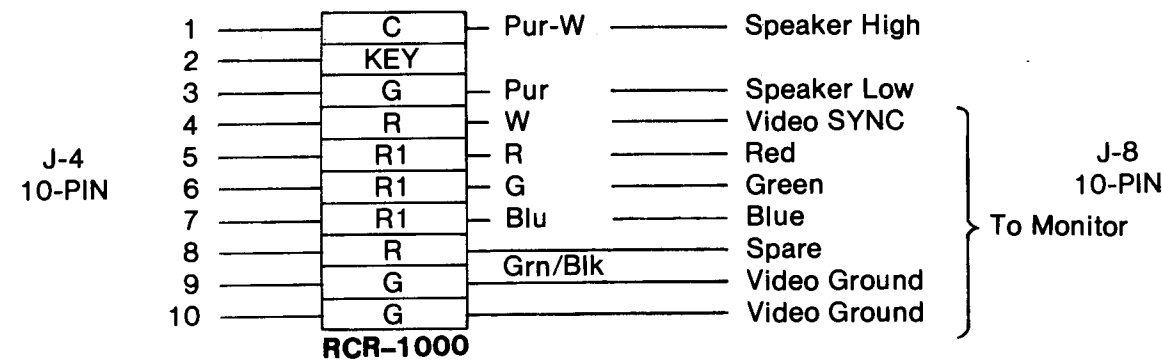 1 C Pur-W Speaker High
2 KEY
3 G Pur Speaker Low
4 R W Video SYNC
J-4 5 R1 R Red J-8
10-PIN 6 R1 G Green 10-PIN
7 R1 Blu Blue To Monitor
8 R Spare
Grn/Blk
9 G Video Ground
10 G Video Ground
RCR-1000